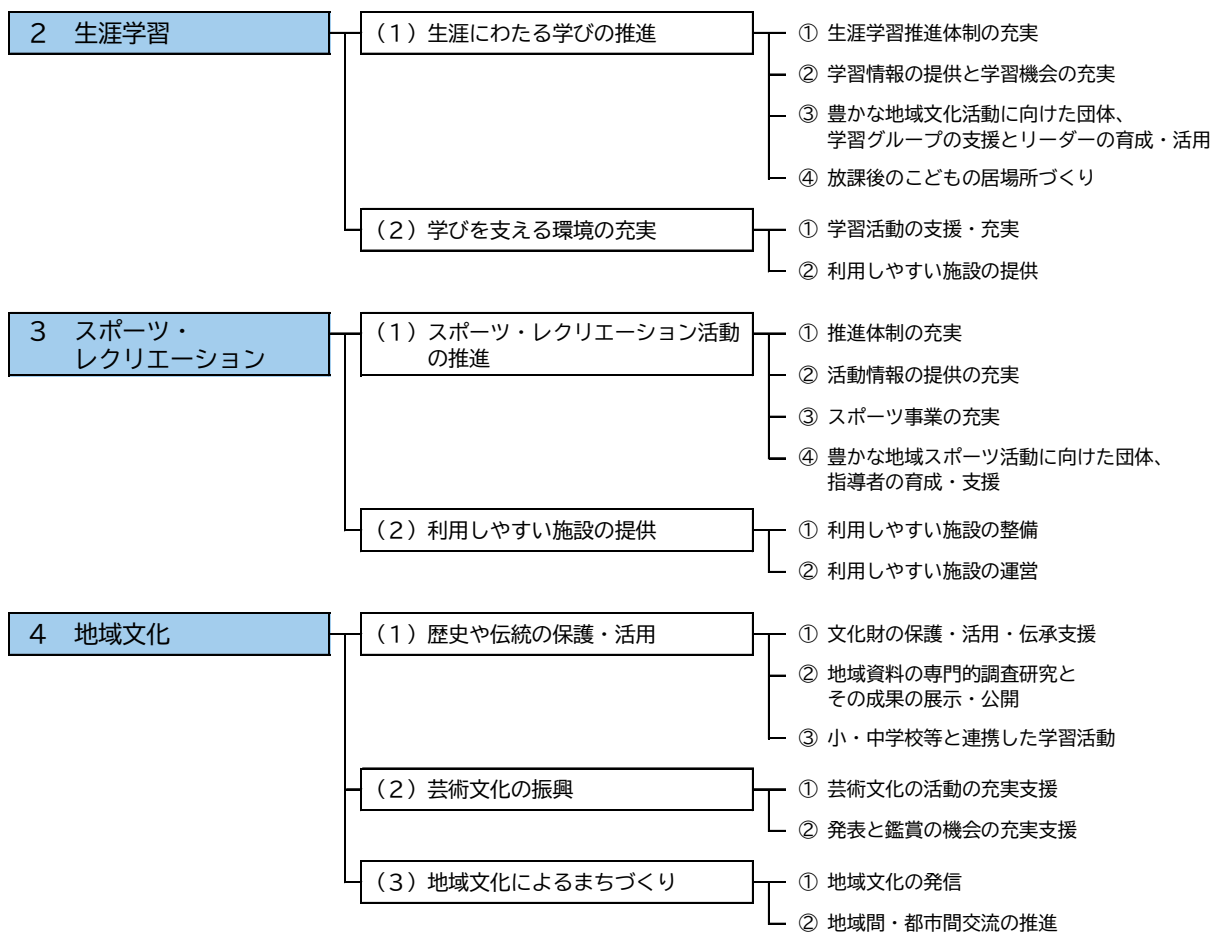 2 生涯学習
(1)生涯にわたる学びの推進
① 生涯学習推進体制の充実
② 学習情報の提供と学習機会の充実
③ 豊かな地域文化活動に向けた団体、
学習グループの支援とリーダーの育成・活用
④ 放課後のこどもの居場所づくり
(2)学びを支える環境の充実
① 学習活動の支援・充実
② 利用しやすい施設の提供
3 スポーツ・
レクリエーション
(1)スポーツ・レクリエーション活動
の推進
① 推進体制の充実
② 活動情報の提供の充実
③ スポーツ事業の充実
④ 豊かな地域スポーツ活動に向けた団体、
指導者の育成・支援
(2)利用しやすい施設の提供
① 利用しやすい施設の整備
② 利用しやすい施設の運営
4 地域文化
(1)歴史や伝統の保護・活用
① 文化財の保護・活用・伝承支援
② 地域資料の専門的調査研究と
その成果の展示・公開
③ 小・中学校等と連携した学習活動
(2)芸術文化の振興
① 芸術文化の活動の充実支援
② 発表と鑑賞の機会の充実支援
(3)地域文化によるまちづくり
① 地域文化の発信
② 地域間・都市間交流の推進